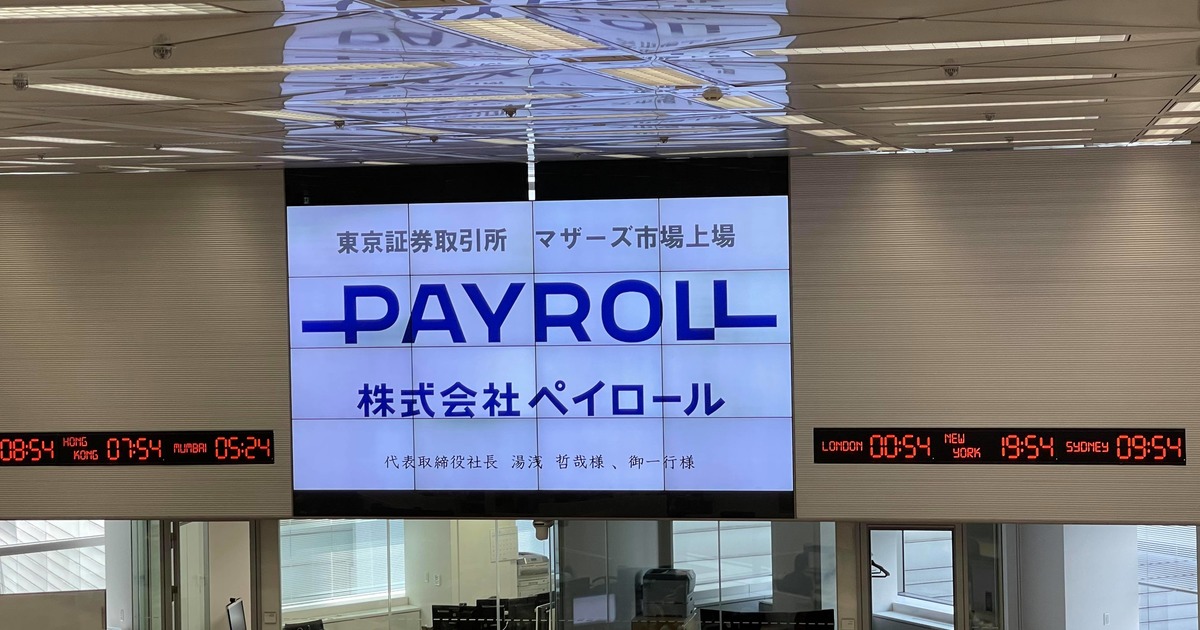 東京証券取引所 マザーズ市場上場
PAYROLL
株式会社ペイロール
代表取締役社長 湯浅 哲哉様、御一行様
08:54 HONG KONG 07:54 MUMBAI 05:24
LONDON 00:54 NEW YORK 19:54 SYDNEY 09:54